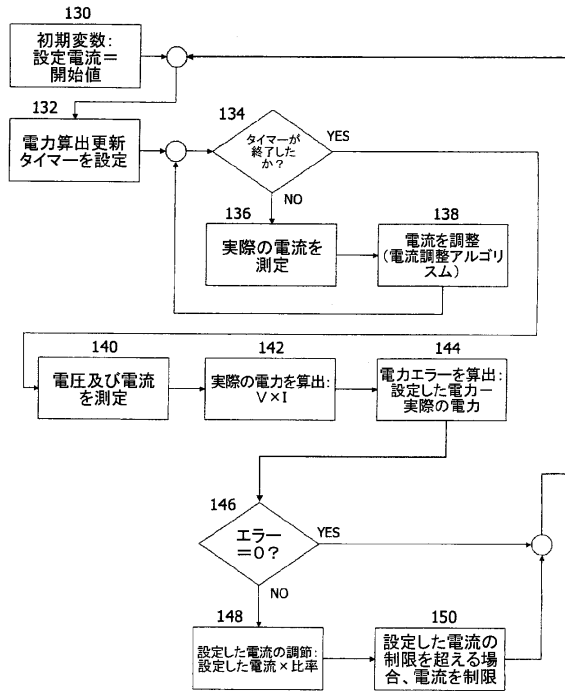 130
初期変数:
設定電流＝
開始値
132
電力算出更新
タイマーを設定
134
タイマーが
終了した
か？
YES
NO
136
実際の電流を
測定
138
電流を調整
(電流調整アルゴリ
ズム)
140
電圧及び電流
を測定
142
実際の電力を算出:
V×I
144
電力エラーを算出:
設定した電力ー
実際の電力
146
エラー
＝0？
YES
NO
148
設定した電流の調節:
設定した電流×比率
150
設定した電流の
制限を超える場
合、電流を制限